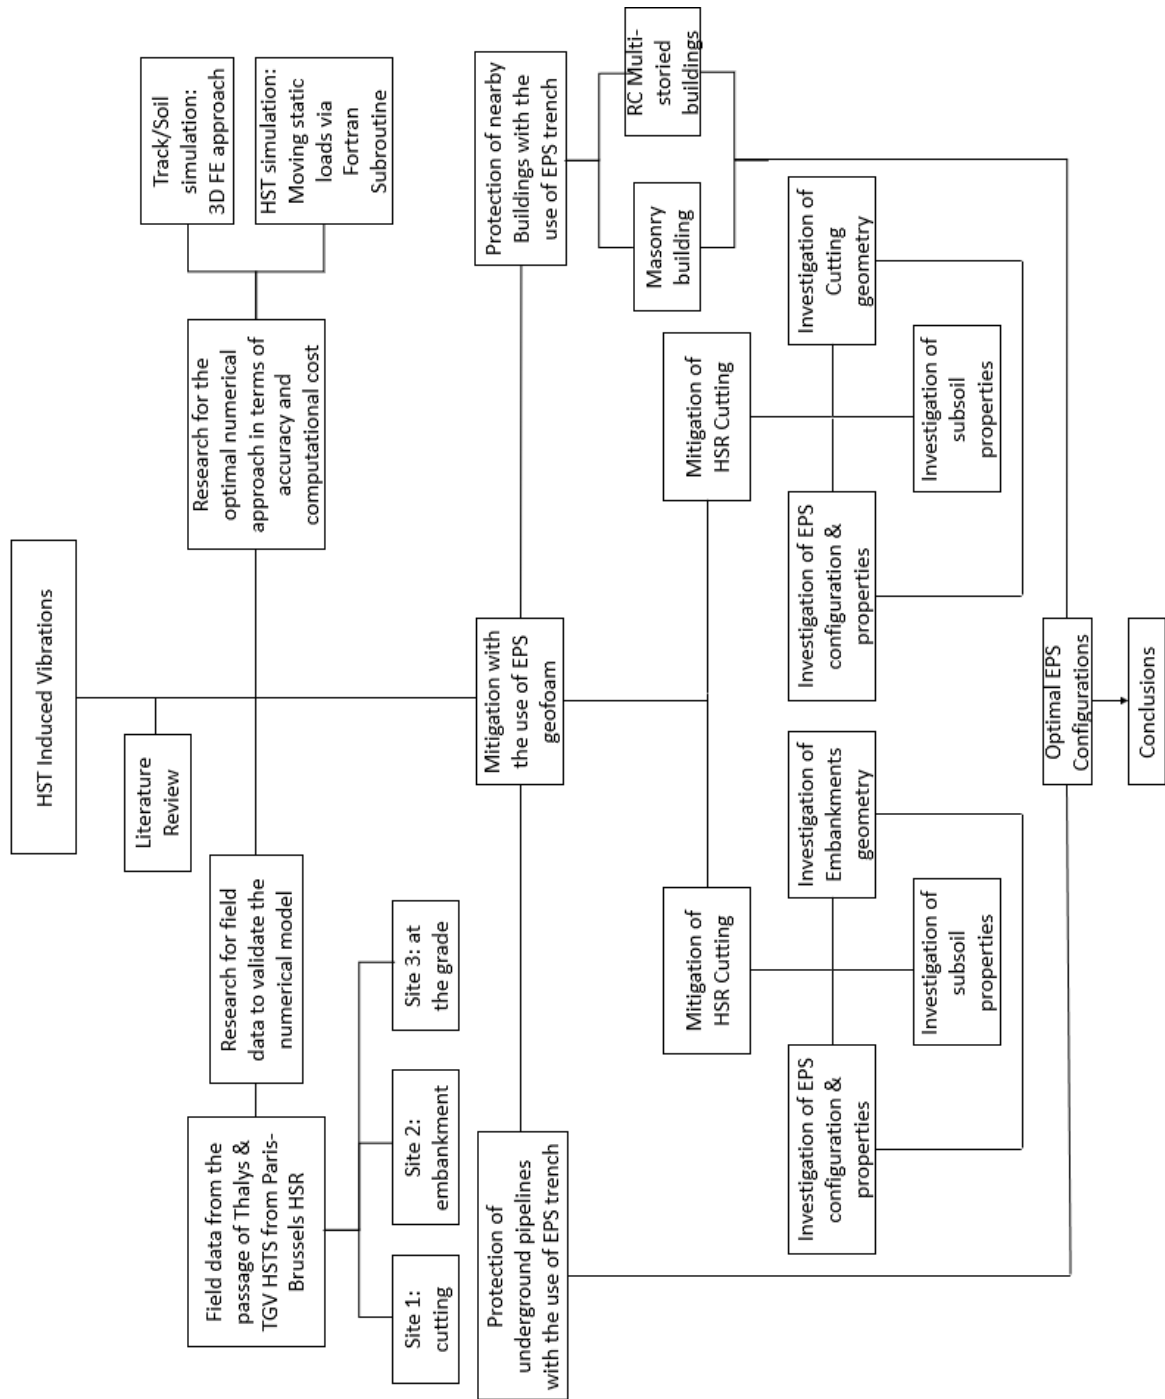 HST Induced Vibrations
Literature
Review
Research for field
data to validate the
numerical model
Research for the
optimal numerical
approach in terms of
accuracy and
computational cost
Field data from the
passage of Thalys &
TGV HSTS from Paris-
Brussels HSR
Track/Soil
simulation:
3D FE approach
HST simulation:
Moving static
loads via
Fortran
Subroutine
Site 1:
cutting
Site 2:
embankment
Site 3: at
the grade
Protection of
underground pipelines
with the use of EPS trench
Mitigation with
the use of EPS
geofoam
Protection of nearby
Buildings with the
use of EPS trench
Masonry
building
RC Multi-
storied
buildings
Mitigation of
HSR Cutting
Mitigation of
HSR Cutting
Investigation of EPS
configuration &
properties
Investigation of
Embankments
geometry
Investigation of
subsoil
properties
Investigation of EPS
configuration &
properties
Investigation of
Cutting
geometry
Investigation of
subsoil
properties
Optimal EPS
Configurations
Conclusions